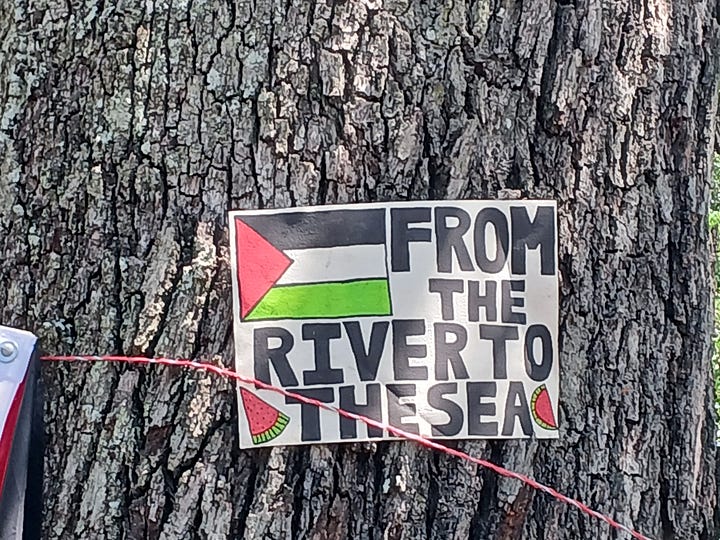 FROM
THE
RIVER TO
THE SEA